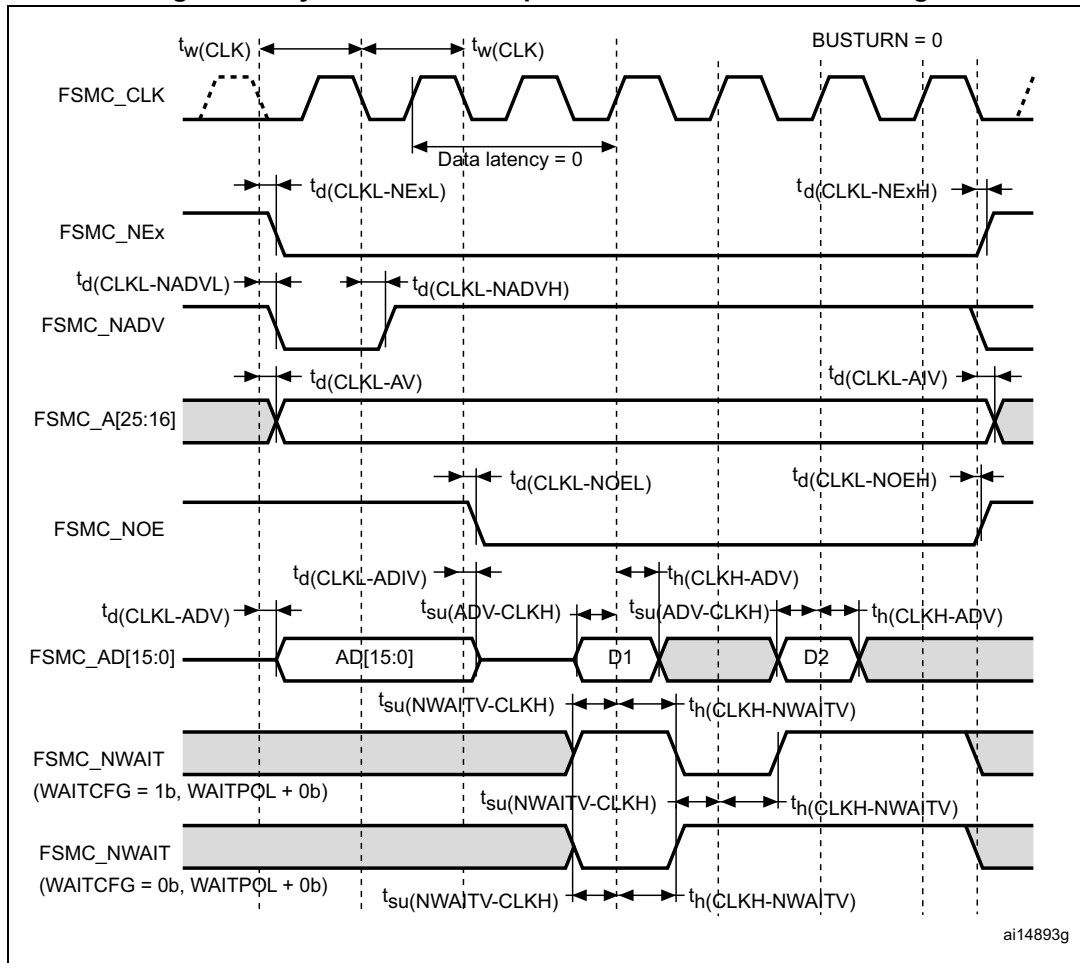 tw(CLK)
tw(CLK)
BUSTURN = 0
FSMC_CLK
Data latency = 0
td(CLKL-NExL)
td(CLKL-NExH)
FSMC_NEx
td(CLKL-NADVL)
td(CLKL-NADVH)
FSMC_NADV
td(CLKL-AV)
td(CLKL-AIV)
FSMC_A[25:16]
td(CLKL-NOEL)
td(CLKL-NOEH)
FSMC_NOE
td(CLKL-ADIV)
th(CLKH-ADV)
td(CLKL-ADV)
tsu(ADV-CLKH)
tsu(ADV-CLKH)
th(CLKH-ADV)
FSMC_AD[15:0]
AD[15:0]
D1
D2
tsu(NWAITV-CLKH)
th(CLKH-NWAITV)
FSMC_NWAIT
(WAITCFG = 1b, WAITPOL + 0b)
tsu(NWAITV-CLKH)
th(CLKH-NWAITV)
FSMC_NWAIT
(WAITCFG = 0b, WAITPOL + 0b)
tsu(NWAITV-CLKH)
th(CLKH-NWAITV)
ai14893g